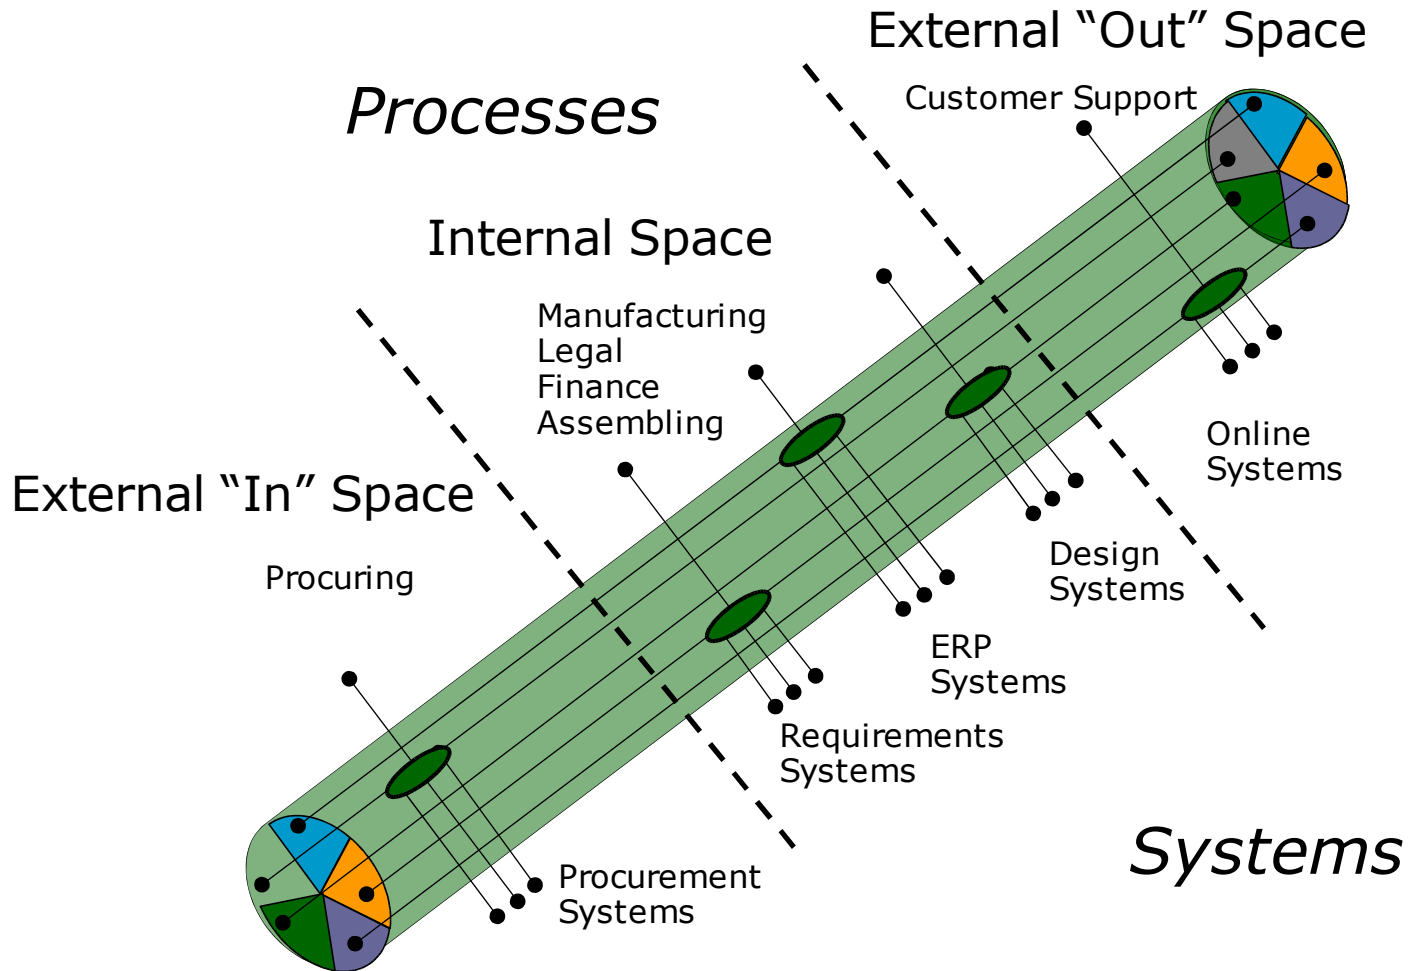 External “Out” Space
Customer Support
Processes
Internal Space
Manufacturing
Legal
Finance
Assembling
External “In” Space
Procuring
Online
Systems
Design
Systems
ERP
Systems
Requirements
Systems
Systems
Procurement
Systems